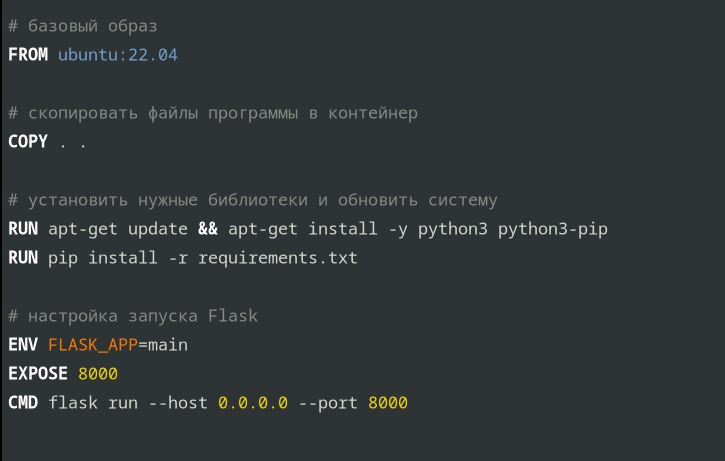 # базовый образ
FROM ubuntu:22.04
# скопировать файлы программы в контейнер
COPY . .
# установить нужные библиотеки и обновить систему
RUN apt-get update && apt-get install -y python3 python3-pip
RUN pip install -r requirements.txt
# настройка запуска Flask
ENV FLASK_APP=main
EXPOSE 8000
CMD flask run --host 0.0.0.0 --port 8000